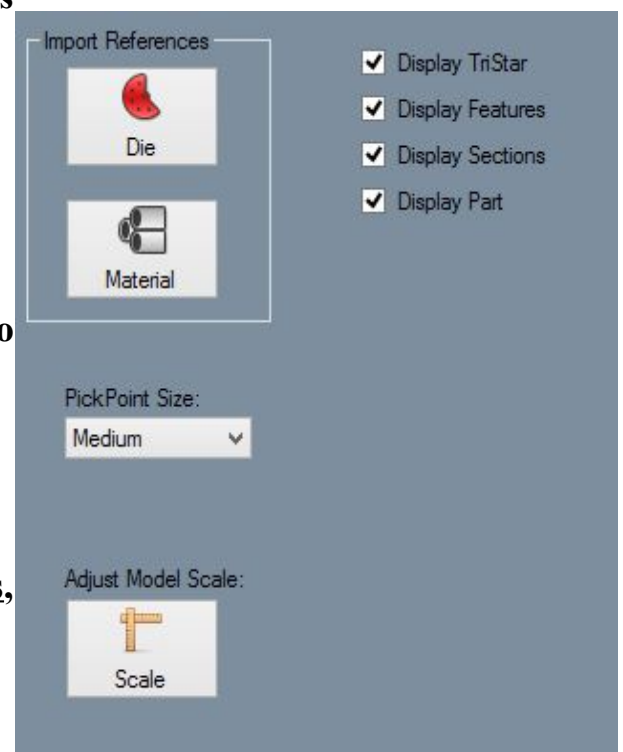 Import References
Die
Material
Display TriStar
Display Features
Display Sections
Display Part
PickPoint Size:
Medium
Adjust Model Scale:
Scale